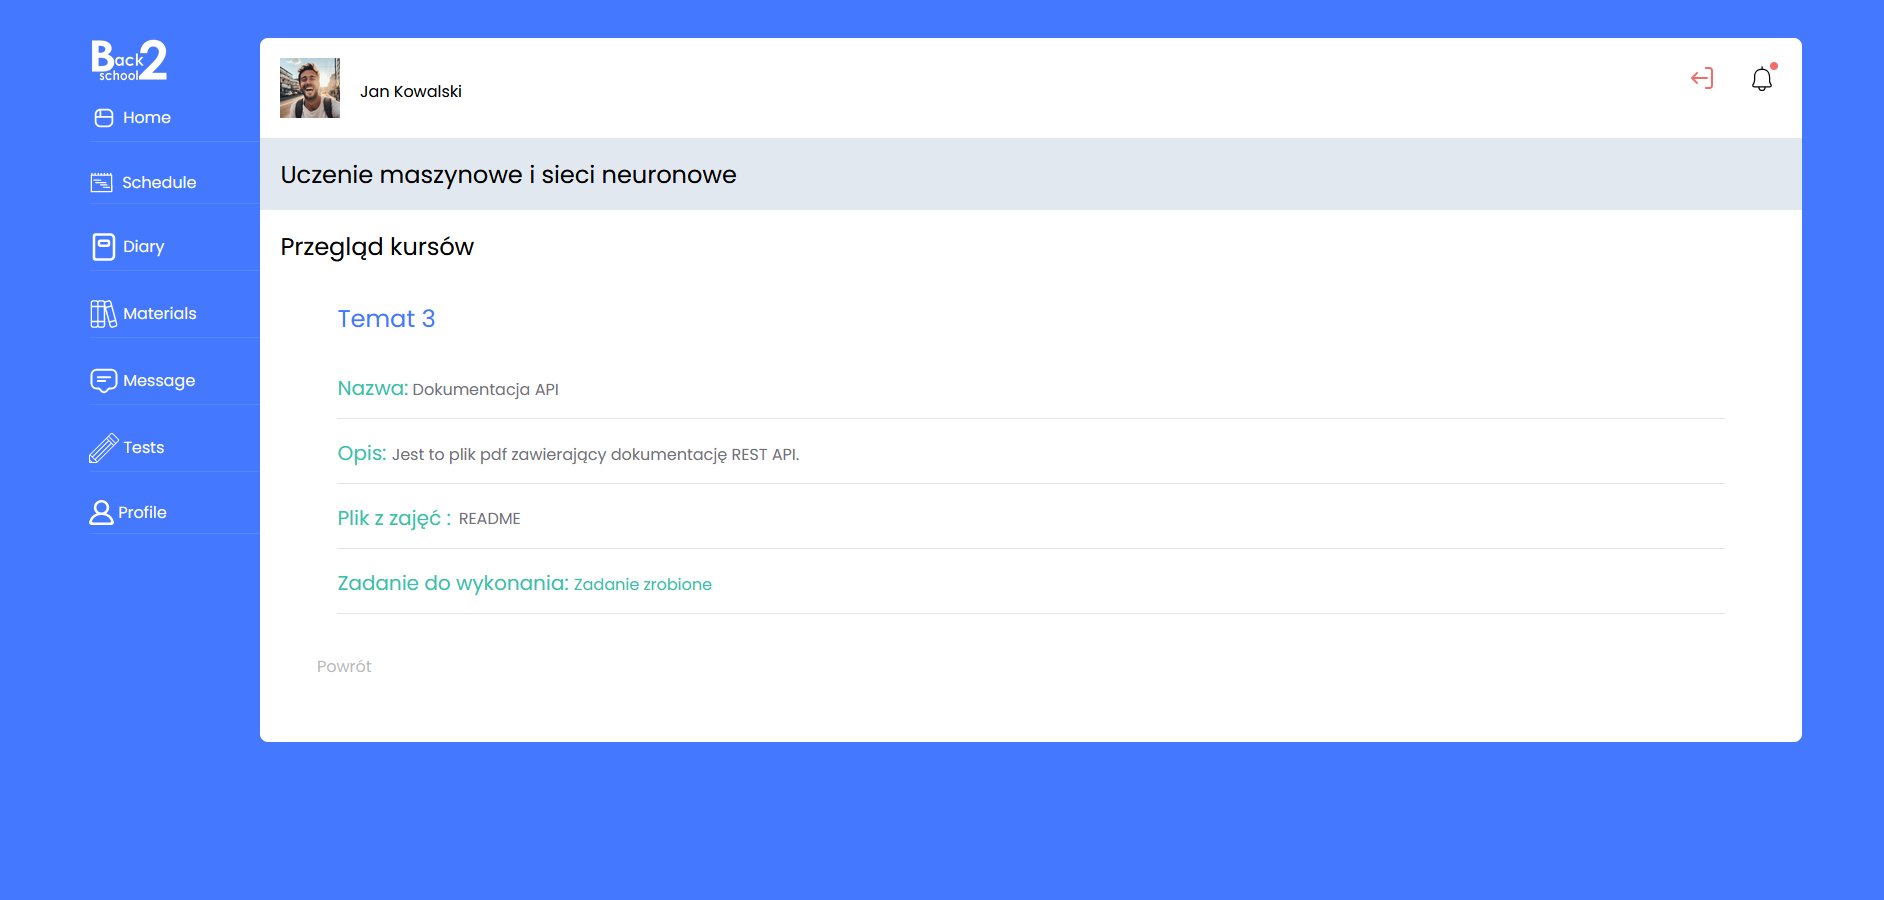 Back2
school
Home
Schedule
Diary
Materials
Message
Tests
Profile
Jan Kowalski
Uczenie maszynowe i sieci neuronowe
Przegląd kursów
Temat 3
Nazwa: Dokumentacja API
Opis: Jest to plik pdf zawierający dokumentację REST API.
Plik z zajęć : README
Zadanie do wykonania: Zadanie zrobione
Powrót